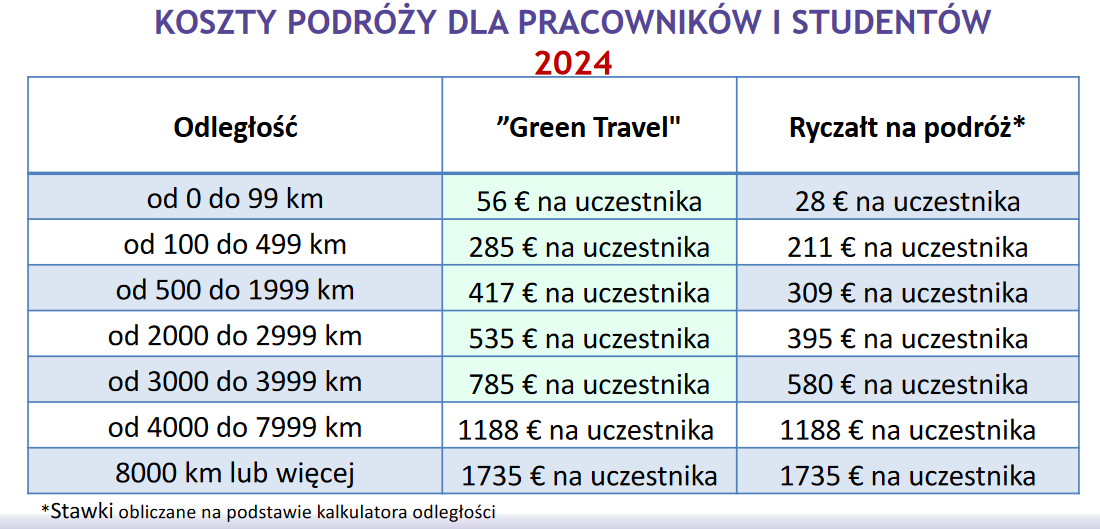 KOSZTY PODRÓŻY DLA PRACOWNIKÓW I STUDENTÓW
2024
Odległość ”Green Travel" Ryczałt na podróż*
od 0 do 99 km 56 € na uczestnika 28 € na uczestnika
od 100 do 499 km 285 € na uczestnika 211 € na uczestnika
od 500 do 1999 km 417 € na uczestnika 309 € na uczestnika
od 2000 do 2999 km 535 € na uczestnika 395 € na uczestnika
od 3000 do 3999 km 785 € na uczestnika 580 € na uczestnika
od 4000 do 7999 km 1188 € na uczestnika 1188 € na uczestnika
8000 km lub więcej 1735 € na uczestnika 1735 € na uczestnika
*Stawki obliczane na podstawie kalkulatora odległości